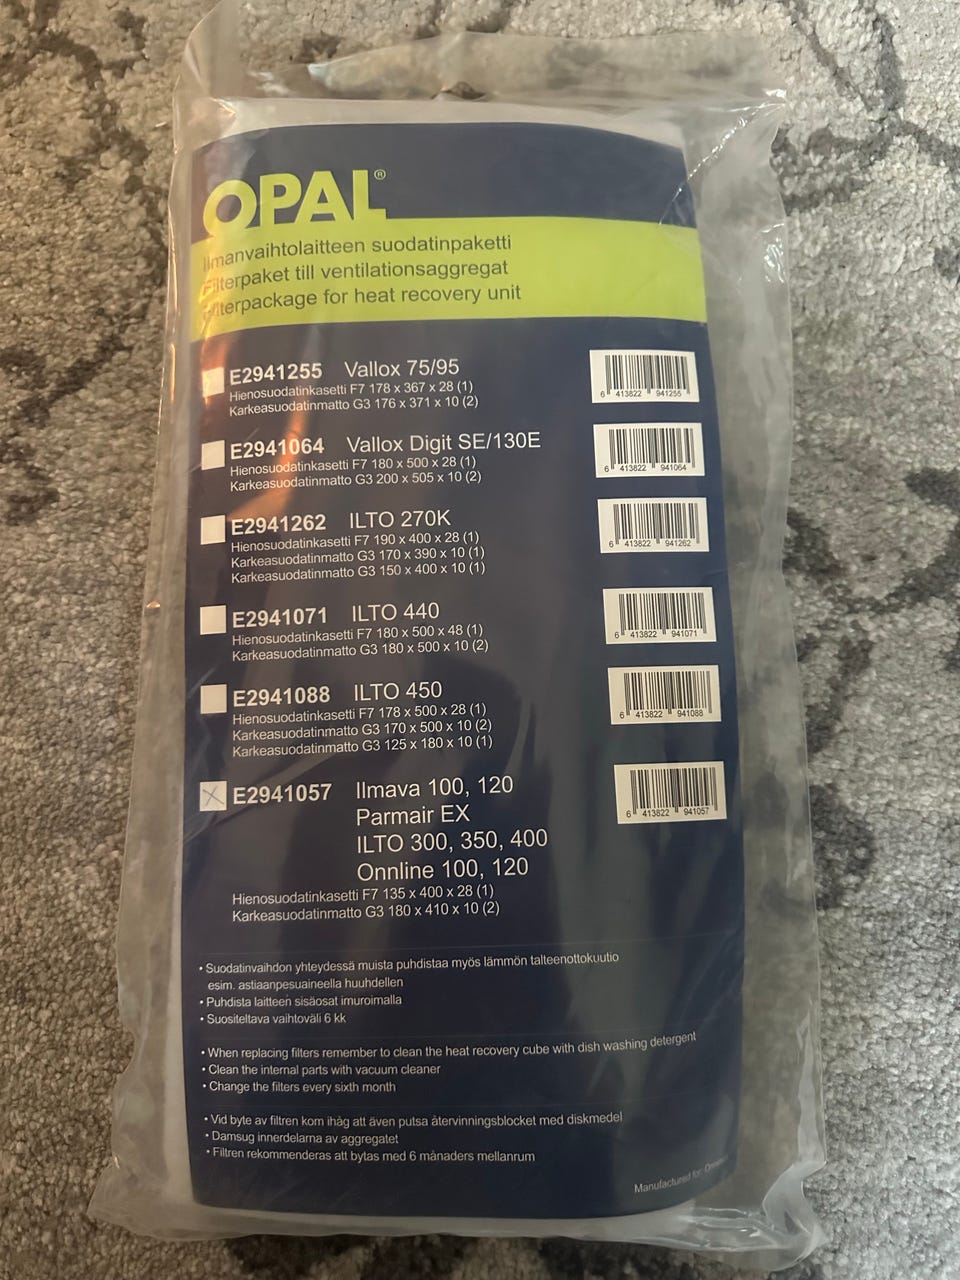 OPAL®
Ilmanvaihtolaitteen suodatinpaketti
Filterpaket till ventilationsaggregat
Filterpackage for heat recovery unit
E2941255 Vallox 75/95
Hienosuodatinkasetti F7 178 x 367 x 28 (1)
Karkeasuodatinmatto G3 176 x 371 x 10 (2)
6 413822 941255
E2941064 Vallox Digit SE/130E
Hienosuodatinkasetti F7 180 x 500 x 28 (1)
Karkeasuodatinmatto G3 200 x 505 x 10 (2)
6 413822 941064
E2941262 ILTO 270K
Hienosuodatinkasetti F7 190 x 400 x 28 (1)
Karkeasuodatinmatto G3 170 x 390 x 10 (1)
Karkeasuodatinmatto G3 150 x 400 x 10 (1)
6 413822 941262
E2941071 ILTO 440
Hienosuodatinkasetti F7 180 x 500 x 48 (1)
Karkeasuodatinmatto G3 180 x 500 x 10 (2)
6 413822 941071
E2941088 ILTO 450
Hienosuodatinkasetti F7 178 x 500 x 28 (1)
Karkeasuodatinmatto G3 170 x 500 x 10 (2)
Karkeasuodatinmatto G3 125 x 180 x 10 (1)
6 413822 941088
E2941057 Ilmava 100, 120
Parmair EX
ILTO 300, 350, 400
Onnline 100, 120
Hienosuodatinkasetti F7 135 x 400 x 28 (1)
Karkeasuodatinmatto G3 180 x 410 x 10 (2)
6 413822 941057
• Suodatinvaihdon yhteydessä muista puhdistaa myös lämmön talteenottokuutio
esim. astiaanpesuaineella huuhdellen
• Puhdista laitteen sisäosat imuroimalla
• Suositeltava vaihtoväli 6 kk
• When replacing filters remember to clean the heat recovery cube with dish washing detergent
• Clean the internal parts with vacuum cleaner
• Change the filters every sixth month
• Vid byte av filtren kom ihåg att även putsa återvinningsblocket med diskmedel
• Damsug innerdelarna av aggregatet
• Filtren rekommenderas att bytas med 6 månaders mellanrum
Manufactured for: